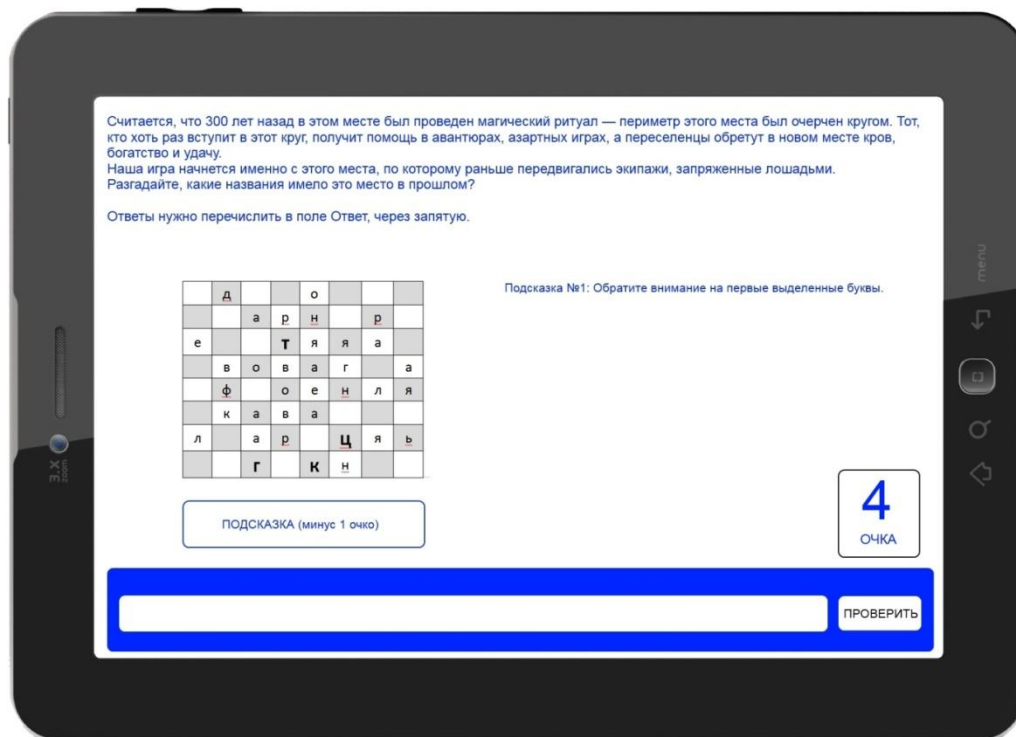 Считается, что 300 лет назад в этом месте был проведен магический ритуал — периметр этого места был очерчен кругом. Тот,
кто хоть раз вступит в этот круг, получит помощь в авантюрах, азартных играх, а переселенцы обретут в новом месте кров,
богатство и удачу.
Наша игра начнется именно с этого места, по которому раньше передвигались экипажи, запряженные лошадьми.
Разгадайте, какие названия имело это место в прошлом?
Ответы нужно перечислить в поле Ответ, через запятую.
Подсказка №1: Обратите внимание на первые выделенные буквы.
д о
а р н р
е т я я а
в о в а г а
ф о е н л я
к а в а
л а р ц я ь
г к н
ПОДСКАЗКА (минус 1 очко)
4
ОЧКА
ПРОВЕРИТЬ
menu
3.X
zoom